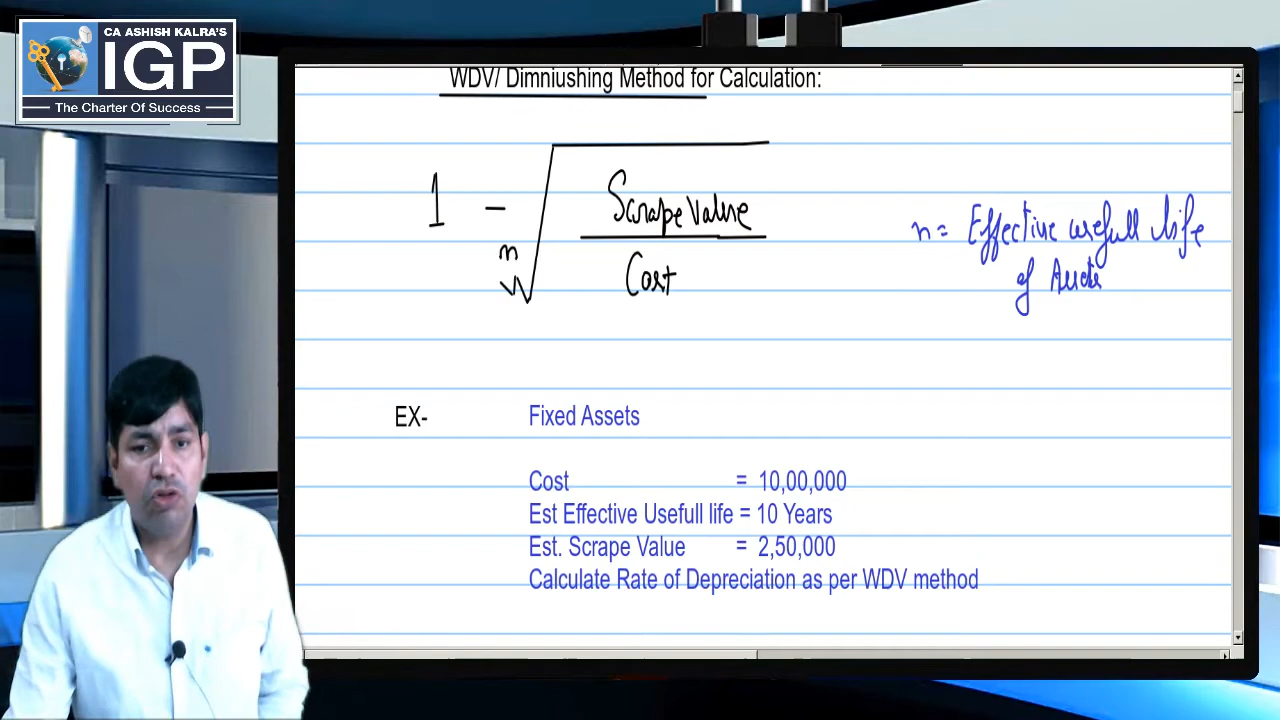 CA ASHISH KALRA'S
IGP
The Charter Of Success
WDV/ Dimniushing Method for Calculation:
1 - n√ Scrape Value
Cost
n = Effective usefull life
of
EX- Fixed Assets
Cost = 10,00,000
Est Effective Usefull life = 10 Years
Est. Scrape Value = 2,50,000
Calculate Rate of Depreciation as per WDV method